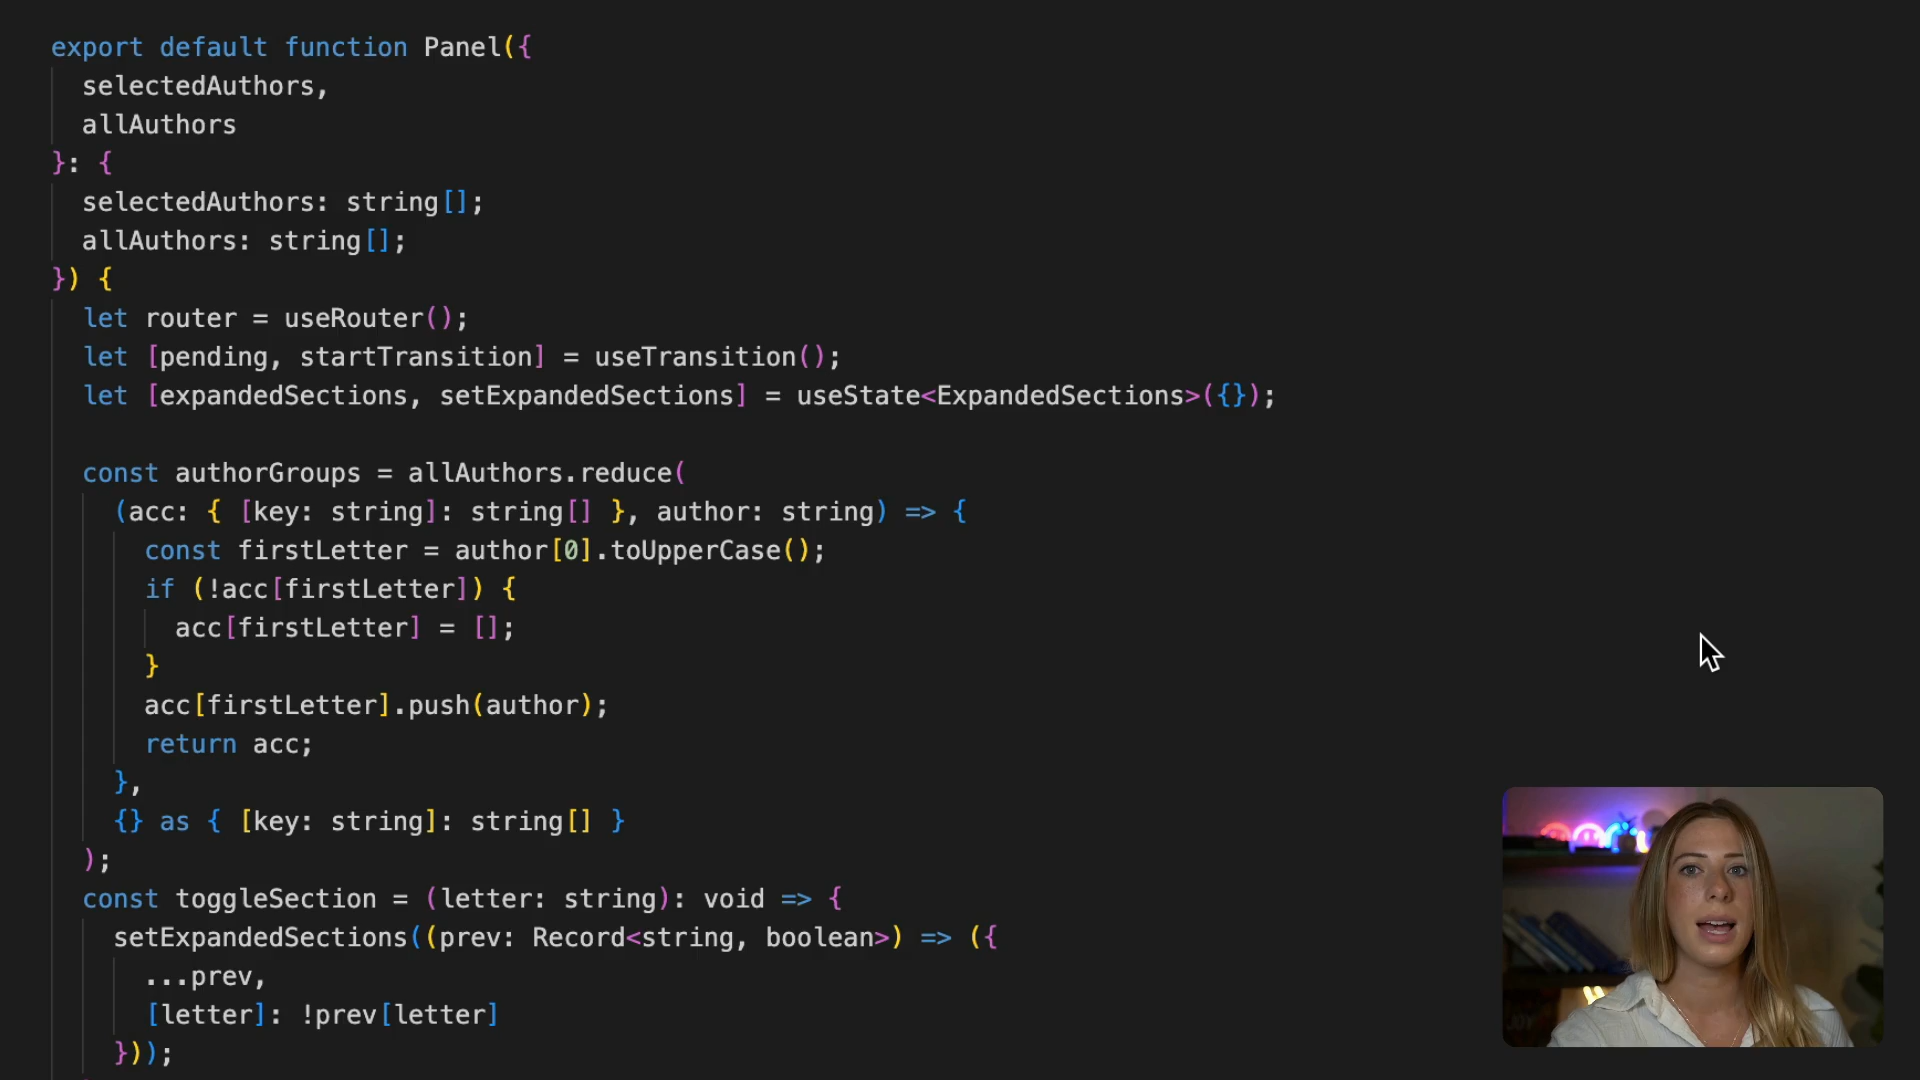 export default function Panel({
selectedAuthors,
allAuthors
}: {
selectedAuthors: string[];
allAuthors: string[];
}) {
let router = useRouter();
let [pending, startTransition] = useTransition();
let [expandedSections, setExpandedSections] = useState<ExpandedSections>({});
const authorGroups = allAuthors.reduce(
(acc: { [key: string]: string[] }, author: string) => {
const firstLetter = author[0].toUpperCase();
if (!acc[firstLetter]) {
acc[firstLetter] = [];
}
acc[firstLetter].push(author);
return acc;
},
{} as { [key: string]: string[] }
);
const toggleSection = (letter: string): void => {
setExpandedSections((prev: Record<string, boolean>) => ({
...prev,
[letter]: !prev[letter]
}));